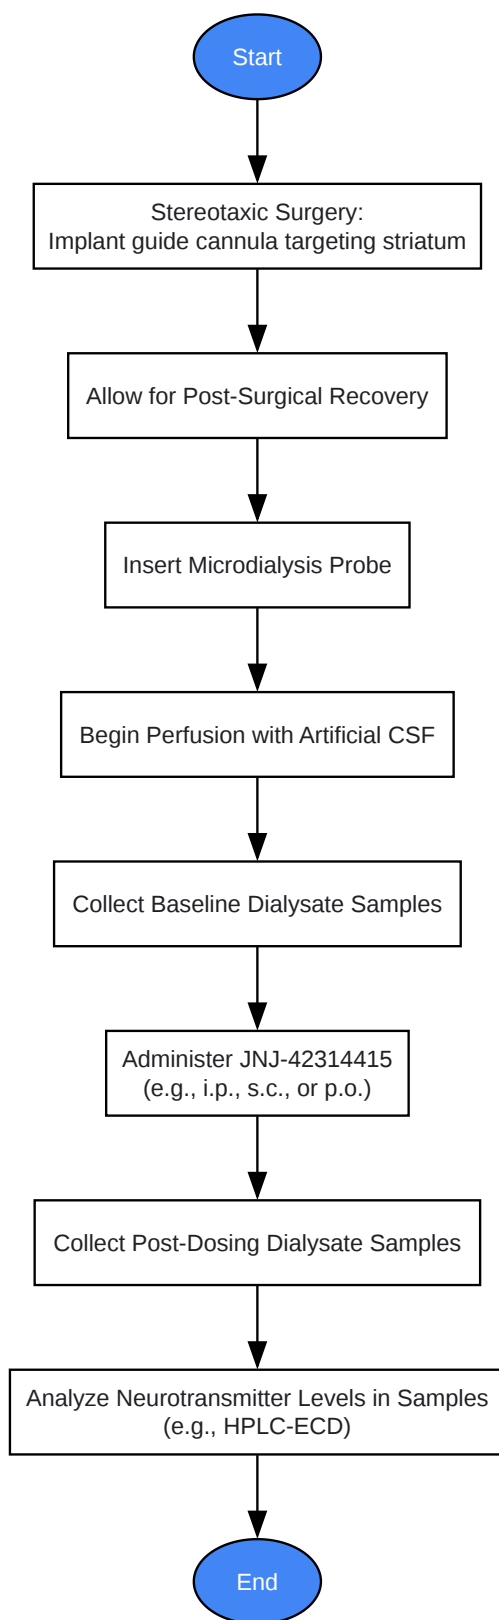 Start
Stereotaxic Surgery:
Implant guide cannula targeting striatum
Allow for Post-Surgical Recovery
Insert Microdialysis Probe
Begin Perfusion with Artificial CSF
Collect Baseline Dialysate Samples
Administer JNJ-42314415
(e.g., i.p., s.c., or p.o.)
Collect Post-Dosing Dialysate Samples
Analyze Neurotransmitter Levels in Samples
(e.g., HPLC-ECD)
End